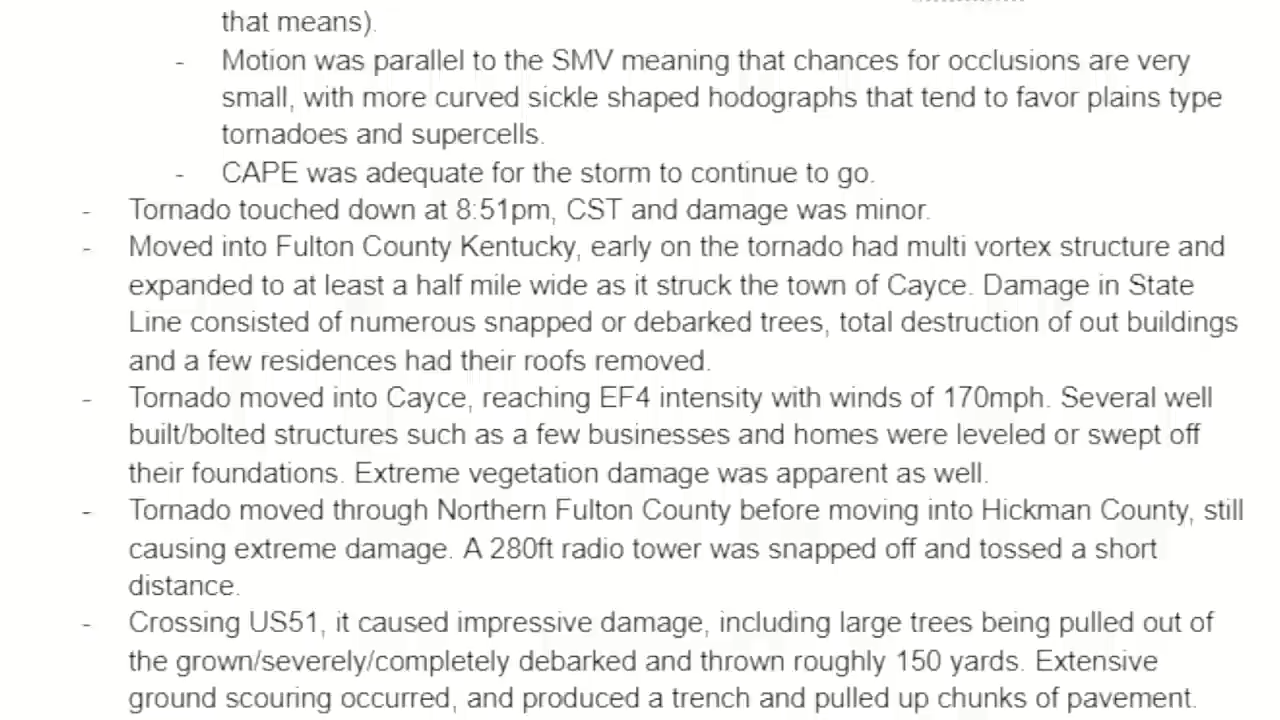 that means).
- Motion was parallel to the SMV meaning that chances for occlusions are very
small, with more curved sickle shaped hodographs that tend to favor plains type
tornadoes and supercells.
- CAPE was adequate for the storm to continue to go.
- Tornado touched down at 8:51pm, CST and damage was minor.
- Moved into Fulton County Kentucky, early on the tornado had multi vortex structure and
expanded to at least a half mile wide as it struck the town of Cayce. Damage in State
Line consisted of numerous snapped or debarked trees, total destruction of out buildings
and a few residences had their roofs removed.
- Tornado moved into Cayce, reaching EF4 intensity with winds of 170mph. Several well
built/bolted structures such as a few businesses and homes were leveled or swept off
their foundations. Extreme vegetation damage was apparent as well.
- Tornado moved through Northern Fulton County before moving into Hickman County, still
causing extreme damage. A 280ft radio tower was snapped off and tossed a short
distance.
- Crossing US51, it caused impressive damage, including large trees being pulled out of
the grown/severely/completely debarked and thrown roughly 150 yards. Extensive
ground scouring occurred, and produced a trench and pulled up chunks of pavement.